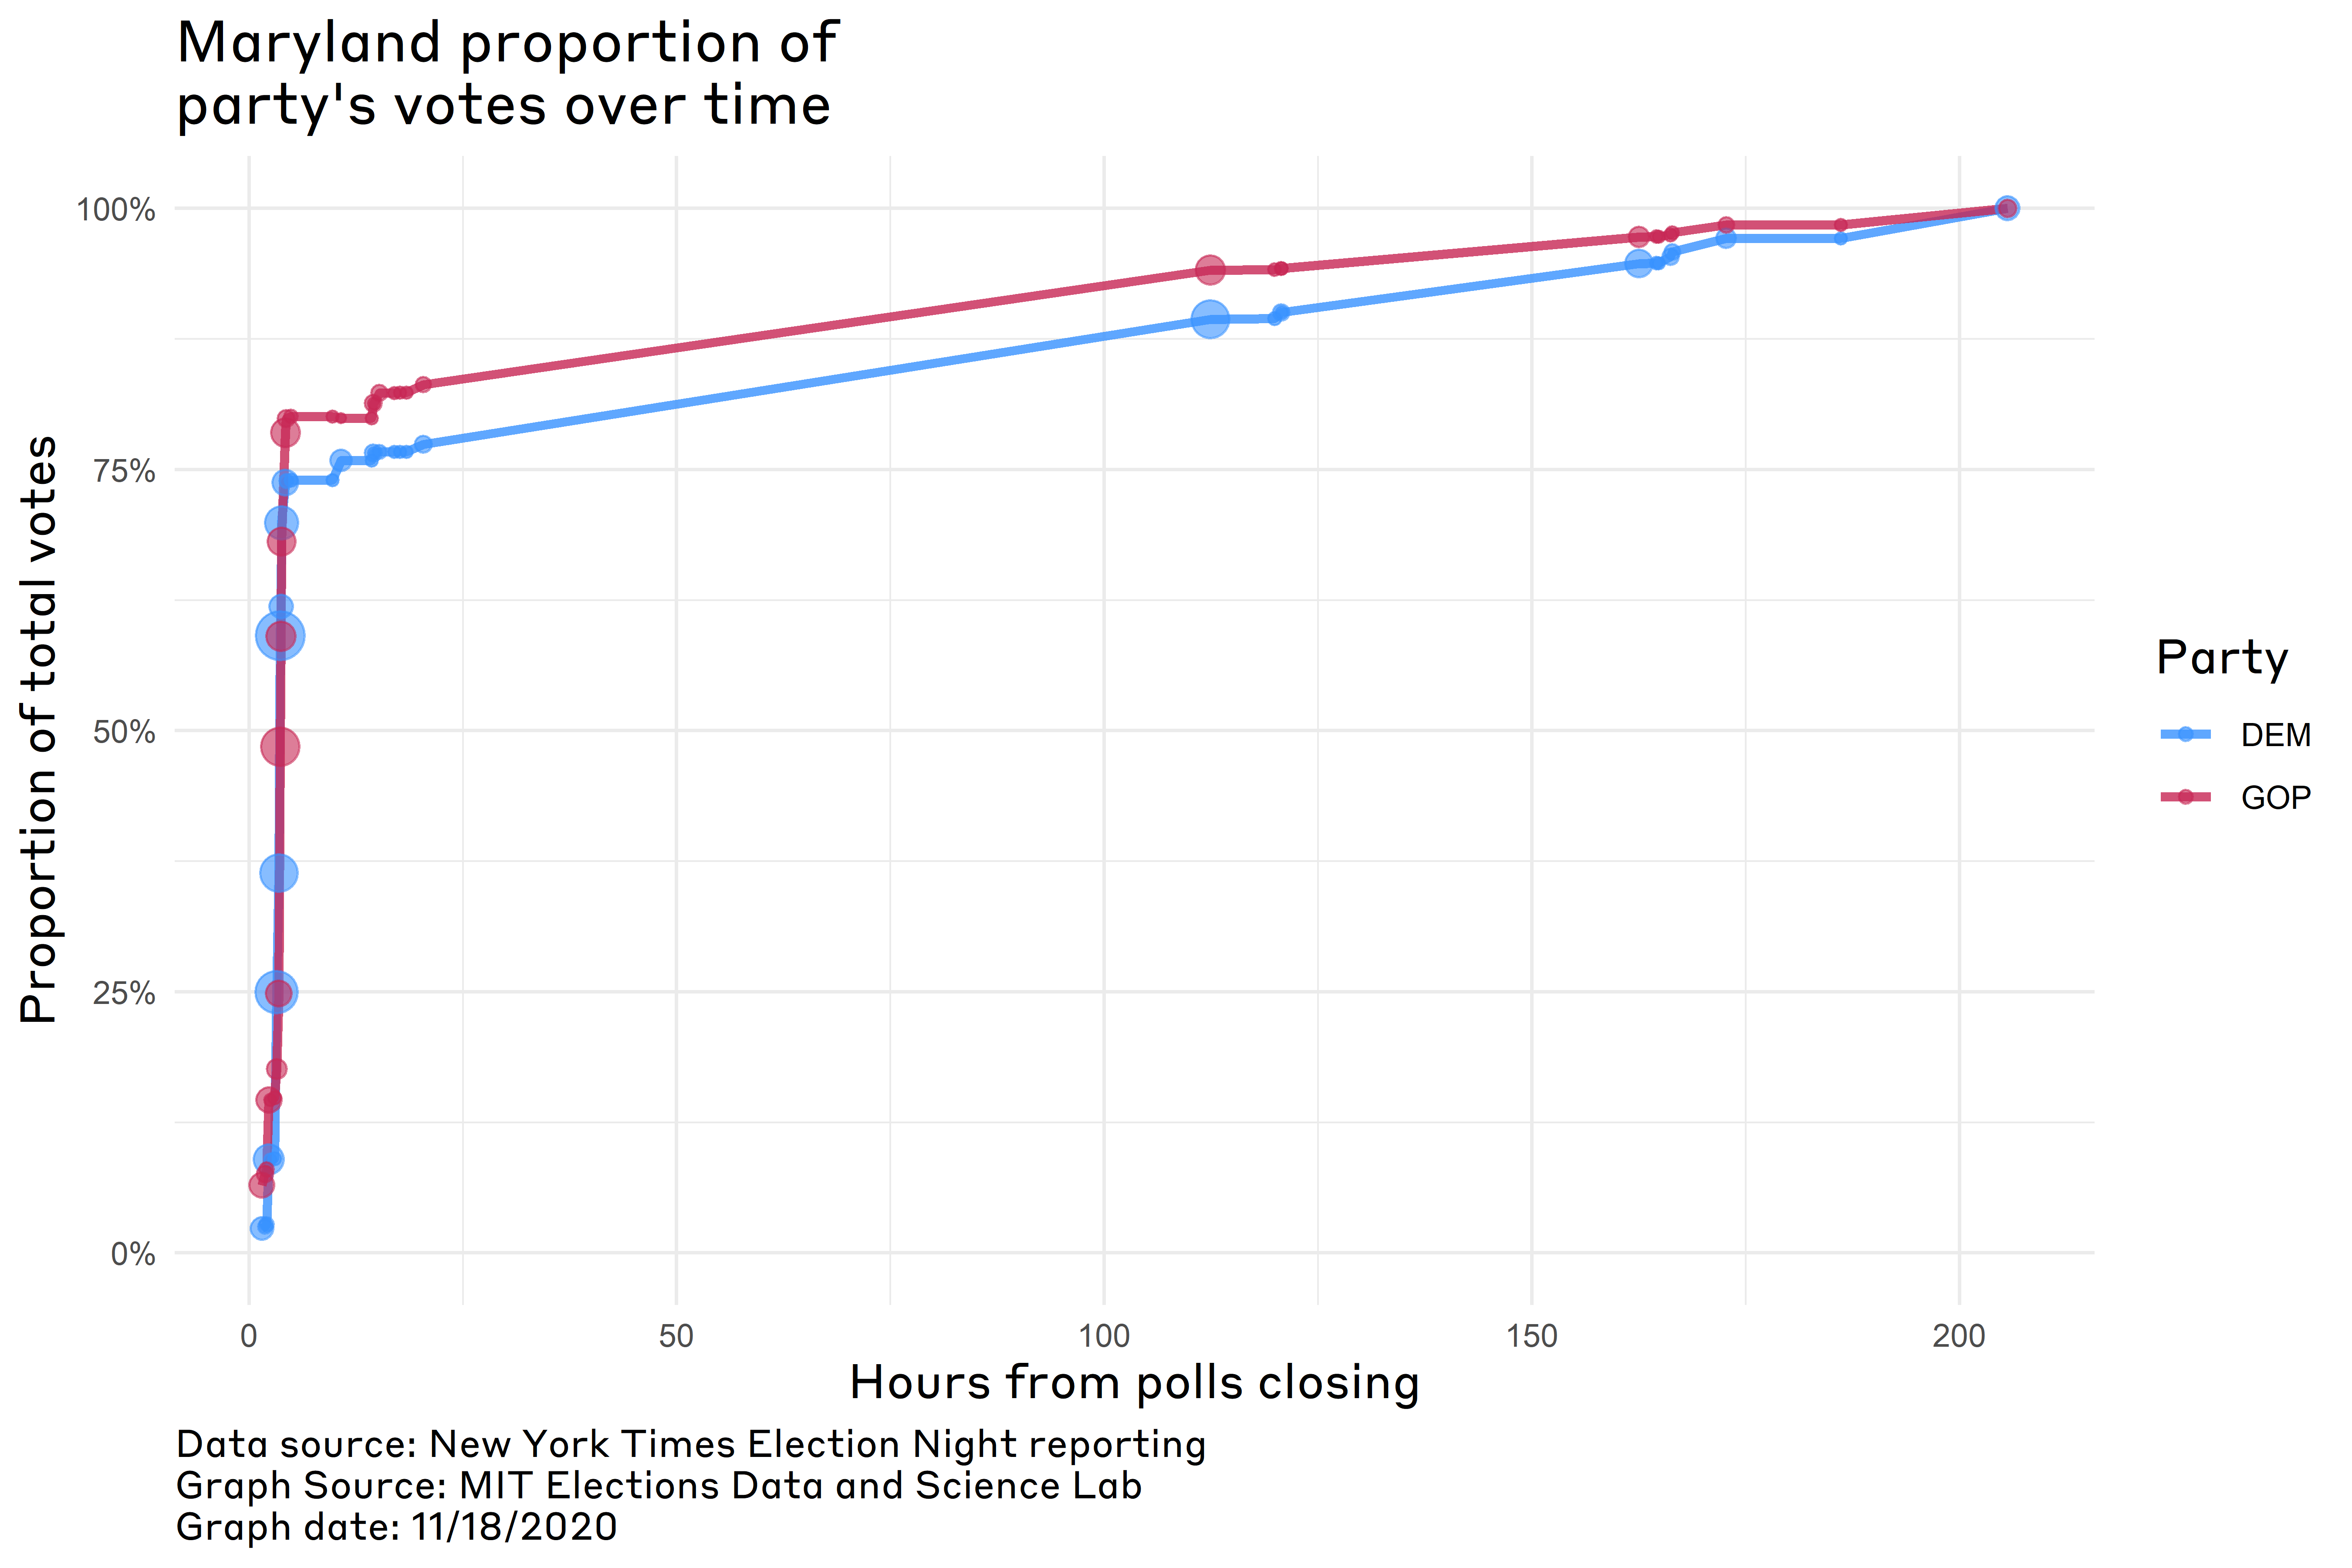 Maryland proportion of
party's votes over time
Proportion of total votes
100%
75%
50%
25%
0%
0 50 100 150 200
Hours from polls closing
Party
DEM
GOP
Data source: New York Times Election Night reporting
Graph Source: MIT Elections Data and Science Lab
Graph date: 11/18/2020